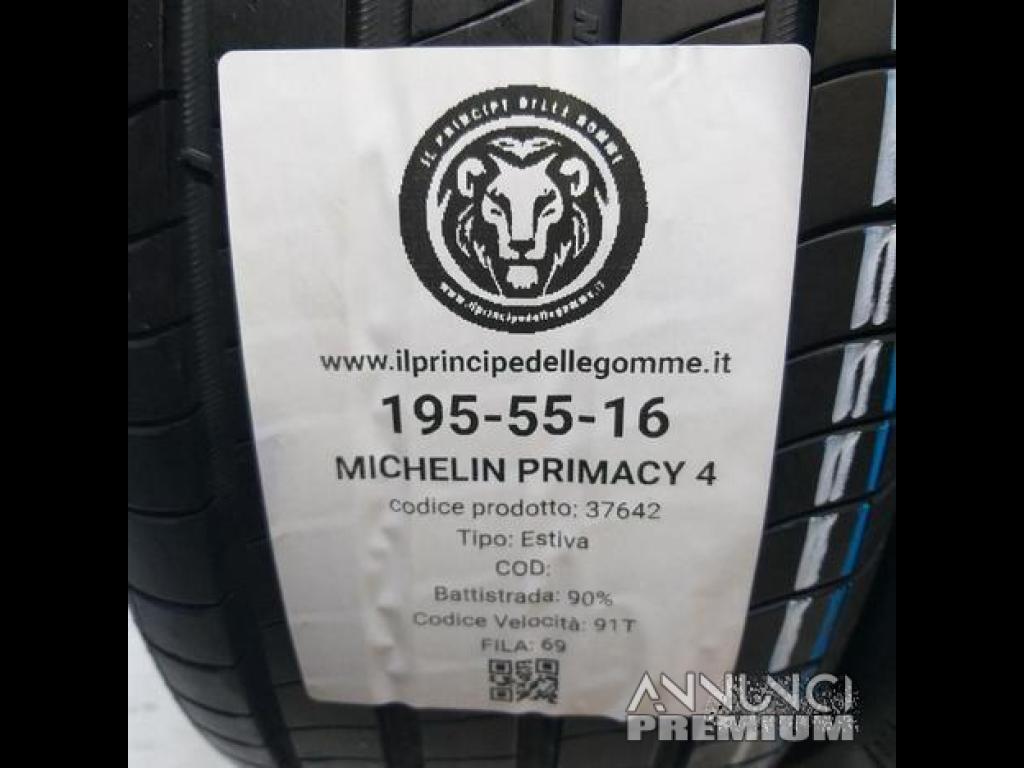 IL PRINCIPE DELLE GOMME
www.ilprincipedellegomme.it
www.ilprincipedellegomme.it
195-55-16
MICHELIN PRIMACY 4
codice prodotto: 37642
Tipo: Estiva
COD:
Battistrada: 90%
Codice Velocità: 91T
FILA: 69
ANNUNCI
PREMIUM